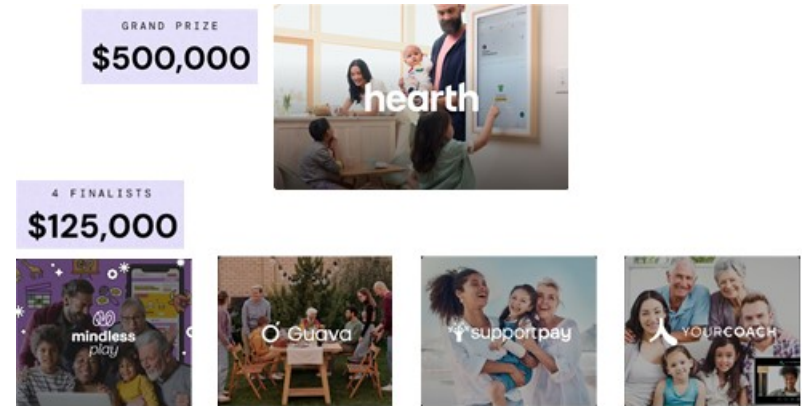 GRAND PRIZE
$500,000
hearth
4 FINALISTS
$125,000
mindless
play
Guava
supportpay
YOURCOACH